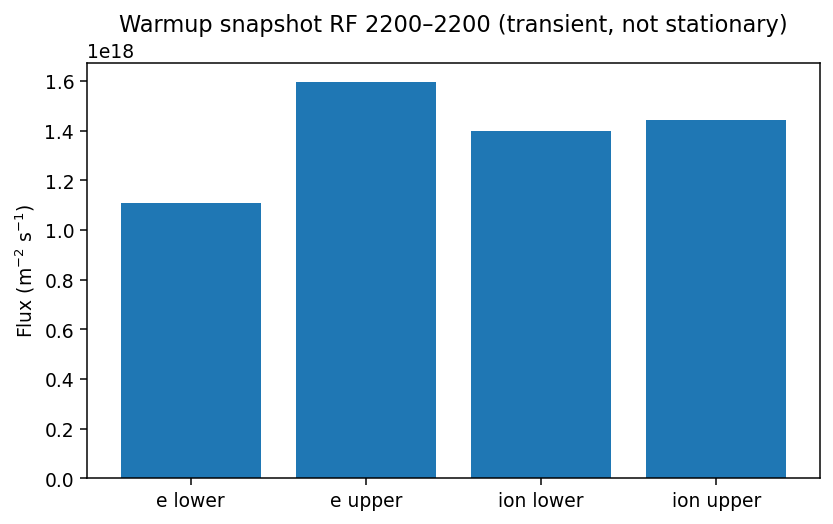 Warmup snapshot RF 2200–2200 (transient, not stationary)
1e18
1.6
1.4
1.2
1.0
0.8
0.6
0.4
0.2
0.0
Flux (m⁻² s⁻¹)
e lower
e upper
ion lower
ion upper